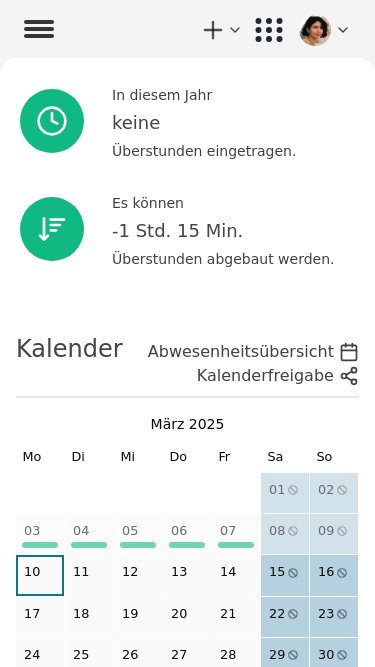 In diesem Jahr
keine
Überstunden eingetragen.
Es können
-1 Std. 15 Min.
Überstunden abgebaut werden.
Kalender
Abwesenheitsübersicht
Kalenderfreigabe
März 2025
Mo Di Mi Do Fr Sa So
01 02
03 04 05 06 07 08 09
10 11 12 13 14 15 16
17 18 19 20 21 22 23
24 25 26 27 28 29 30